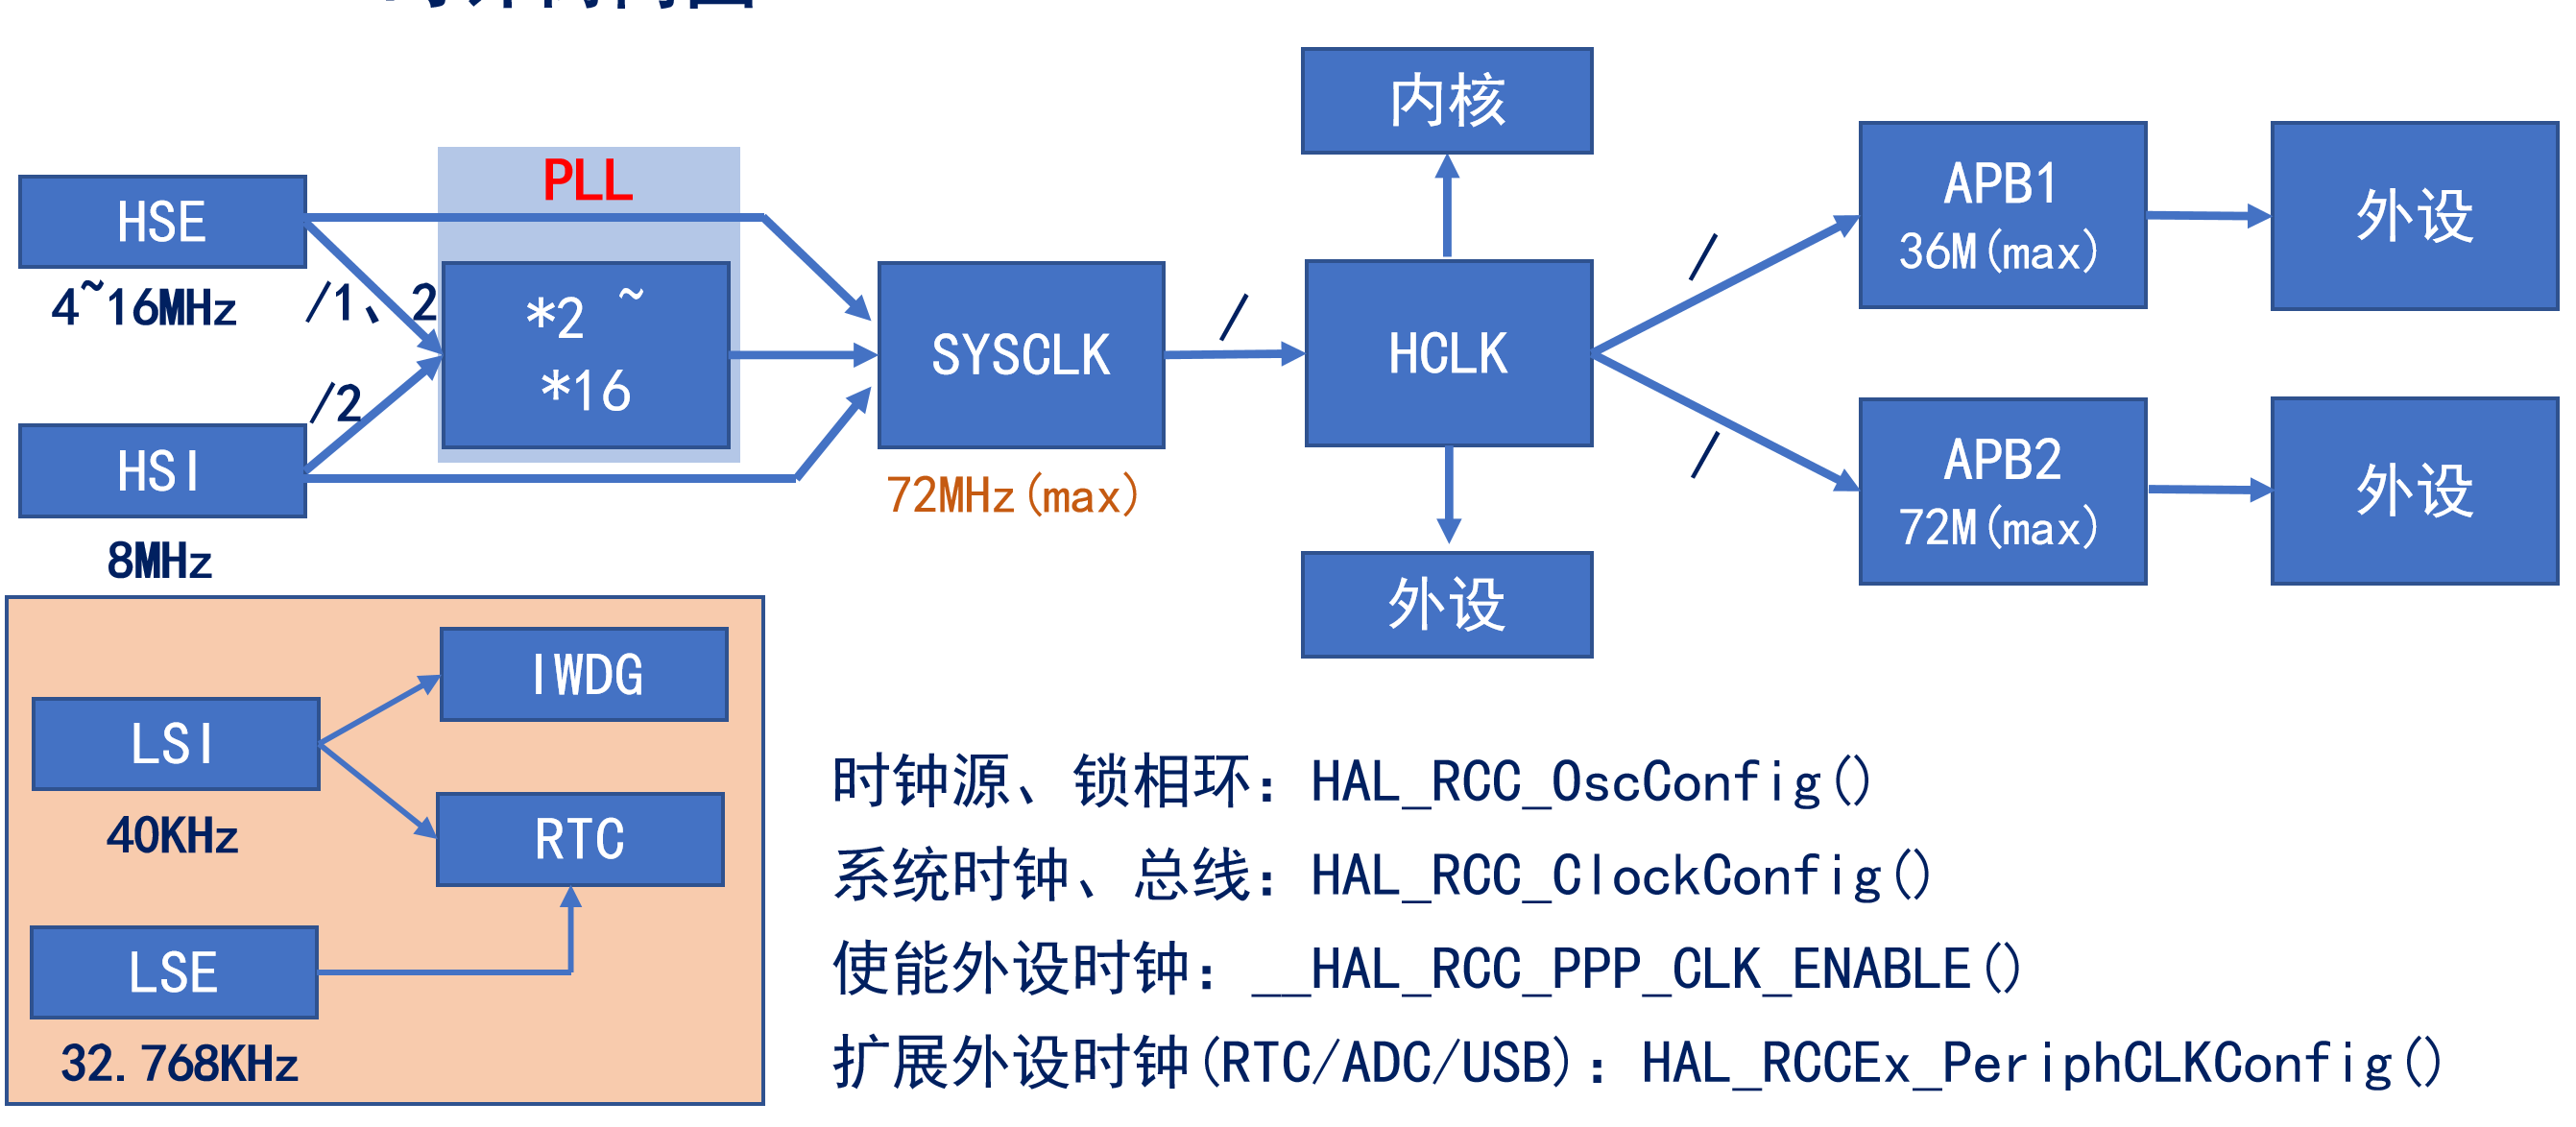 PLL
HSE
4~16MHz
/1、2
*2 ~
*16
/2
HSI
8MHz
SYSCLK
72MHz(max)
/
HCLK
内核
外设
/
APB1
36M(max)
外设
/
APB2
72M(max)
外设
IWDG
LSI
40KHz
RTC
LSE
32.768KHz
时钟源、锁相环：HAL_RCC_OscConfig()
系统时钟、总线：HAL_RCC_ClockConfig()
使能外设时钟：__HAL_RCC_PPP_CLK_ENABLE()
扩展外设时钟(RTC/ADC/USB)：HAL_RCCEx_PeriphCLKConfig()